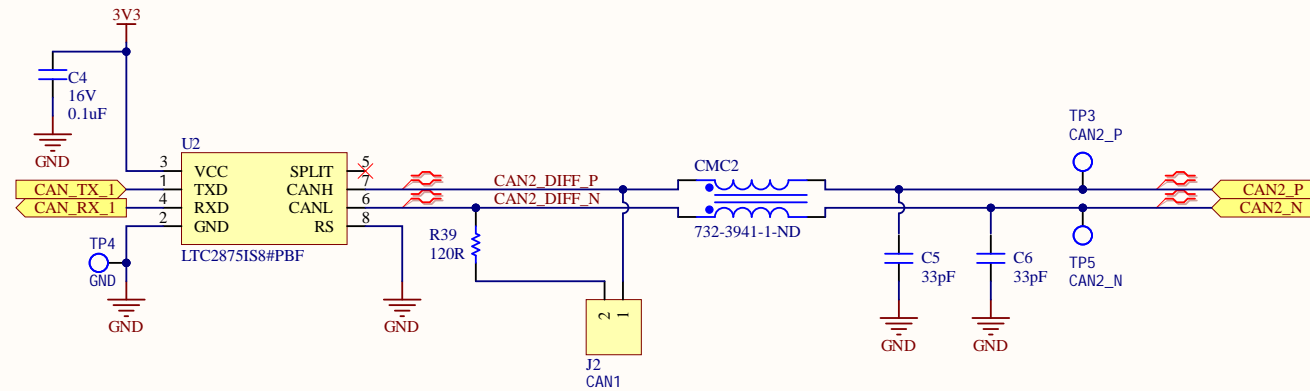 3V3
C4
16V
0.1uF
GND
U2
3 VCC SPLIT 5
CAN_TX_1 1 TXD CANH 7 CAN2_DIFF_P
CAN_RX_1 4 RXD CANL 6 CAN2_DIFF_N
2 GND RS 8
LTC2875IS8#PBF
TP4
GND
GND
GND
R39
120R
2 1
J2
CAN1
CMC2
732-3941-1-ND
C5
33pF
GND
C6
33pF
GND
TP3
CAN2_P
TP5
CAN2_N
CAN2_P
CAN2_N